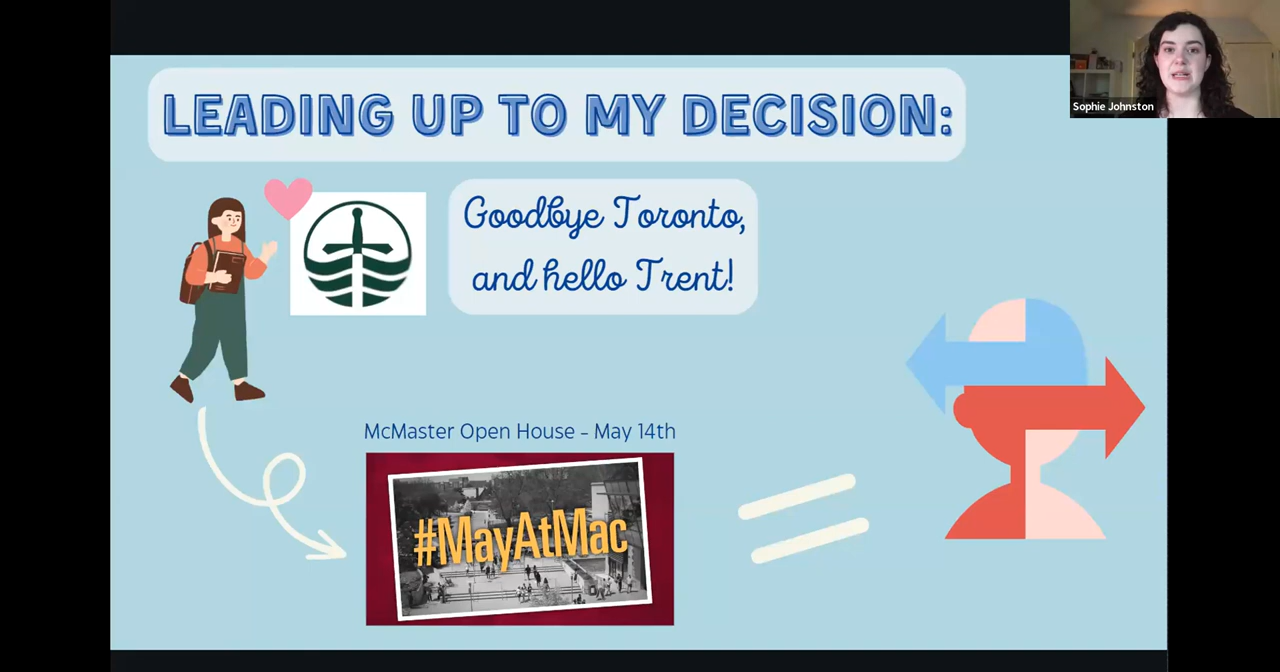 LEADING UP TO MY DECISION:
Sophie Johnston
Goodbye Toronto,
and hello Trent!
McMaster Open House - May 14th
#MayAtMac